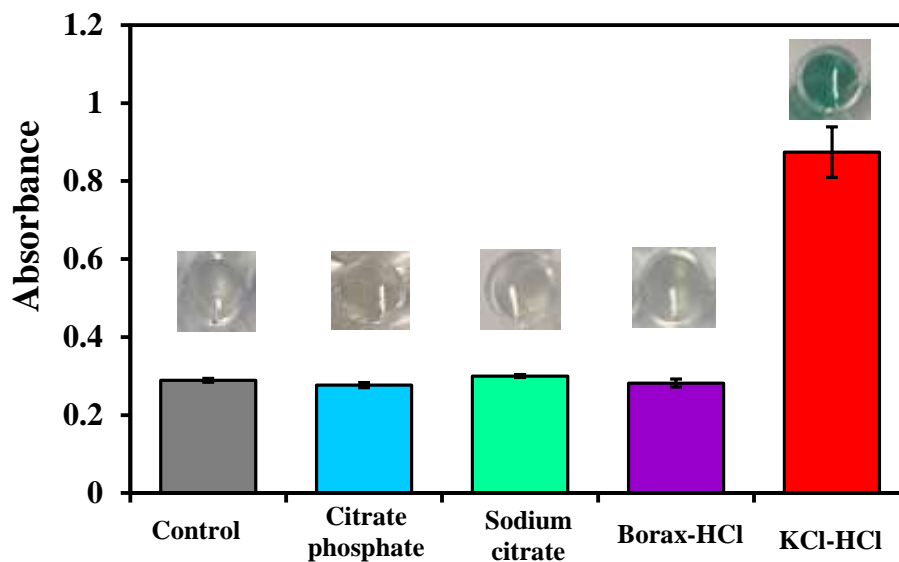 1.2
1
0.8
0.6
0.4
0.2
0
Absorbance
Control
Citrate
phosphate
Sodium
citrate
Borax-HCl
KCl-HCl